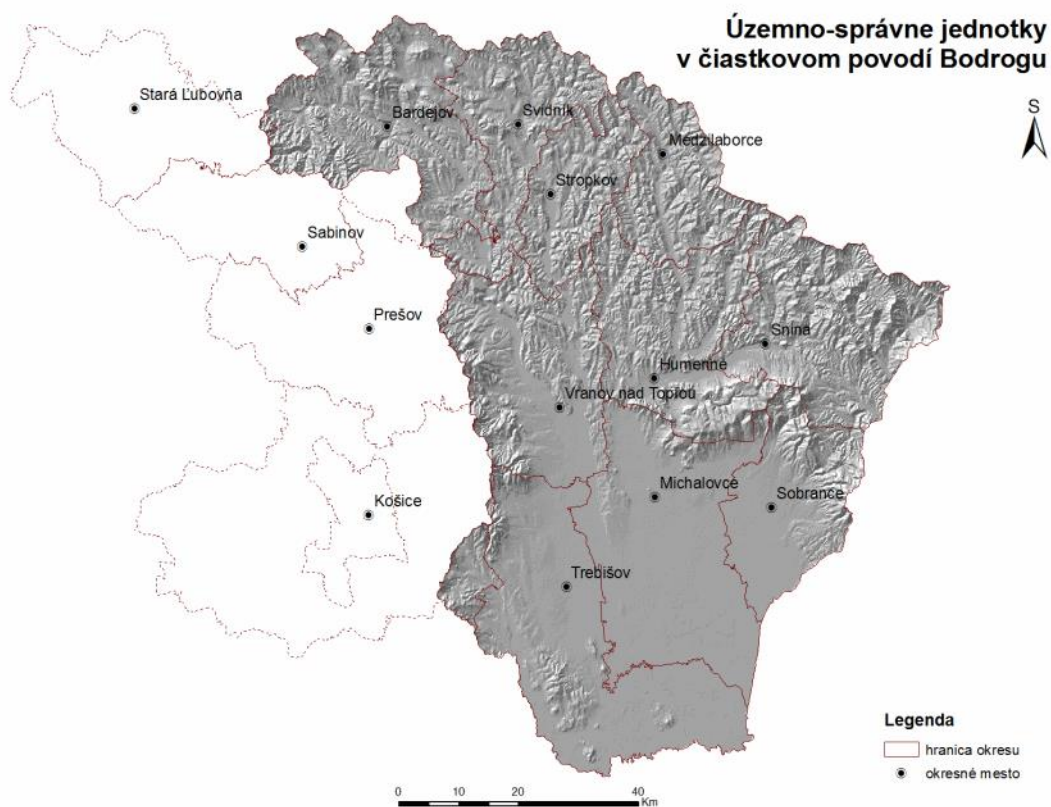 Územno-správne jednotky
v čiastkovom povodí Bodrogu
S
Stará Ľubovňa
Bardejov
Svidník
Medzilaborce
Stropkov
Sabinov
Prešov
Snina
Humenné
Vranov nad Topľou
Michalovce
Sobrance
Košice
Trebišov
Legenda
hranica okresu
okresné mesto
0 10 20 40
Km